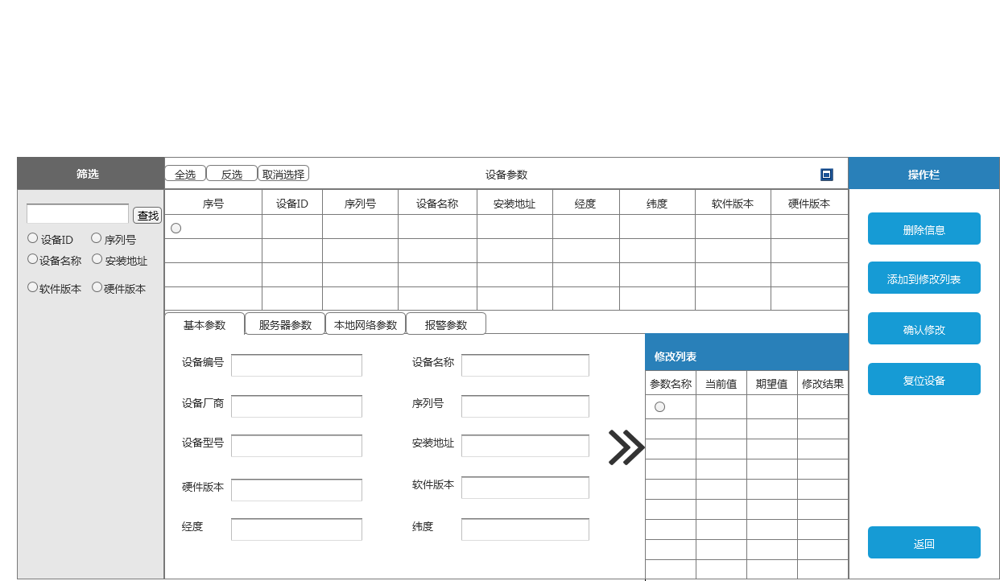 筛选
全选 反选 取消选择 设备参数
操作栏
查找
设备ID 序列号
设备名称 安装地址
软件版本 硬件版本
序号 设备ID 序列号 设备名称 安装地址 经度 纬度 软件版本 硬件版本
基本参数 服务器参数 本地网络参数 报警参数
设备编号 设备名称
设备厂商 序列号
设备型号 安装地址
硬件版本 软件版本
经度 纬度
修改列表
参数名称 当前值 期望值 修改结果
删除信息
添加到修改列表
确认修改
复位设备
返回